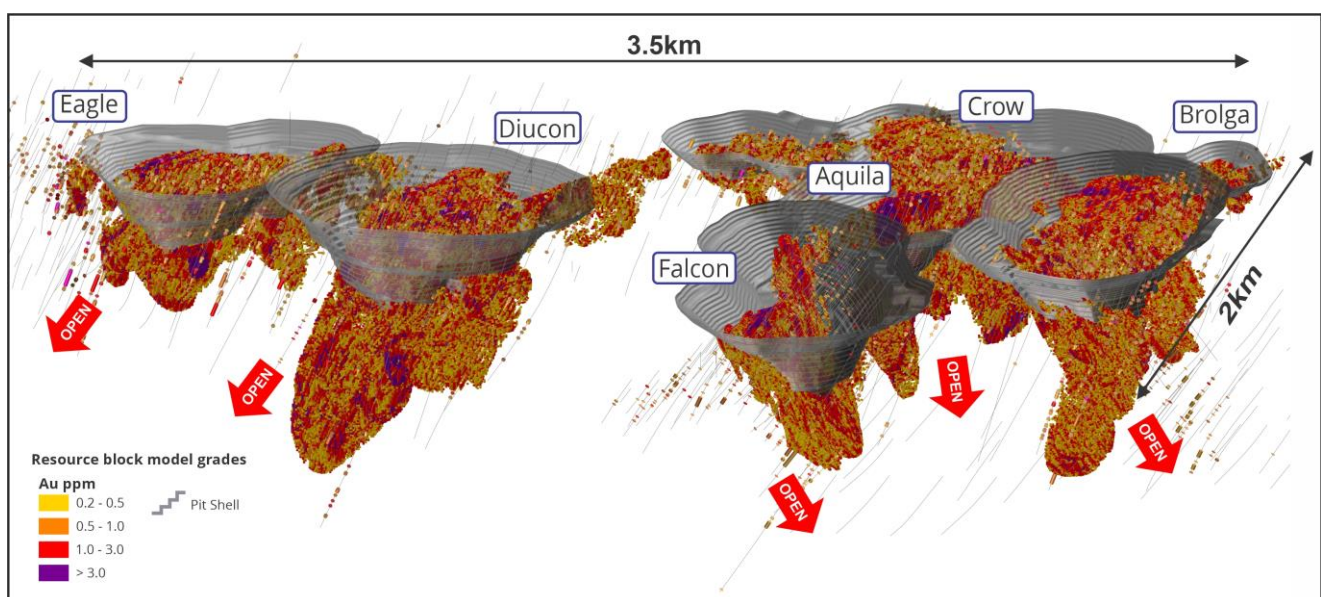 3.5km
Eagle
Diucon
Crow
Brolga
Aquila
Falcon
2km
OPEN
OPEN
OPEN
OPEN
OPEN
Resource block model grades
Au ppm
0.2 - 0.5
Pit Shell
0.5 - 1.0
1.0 - 3.0
> 3.0